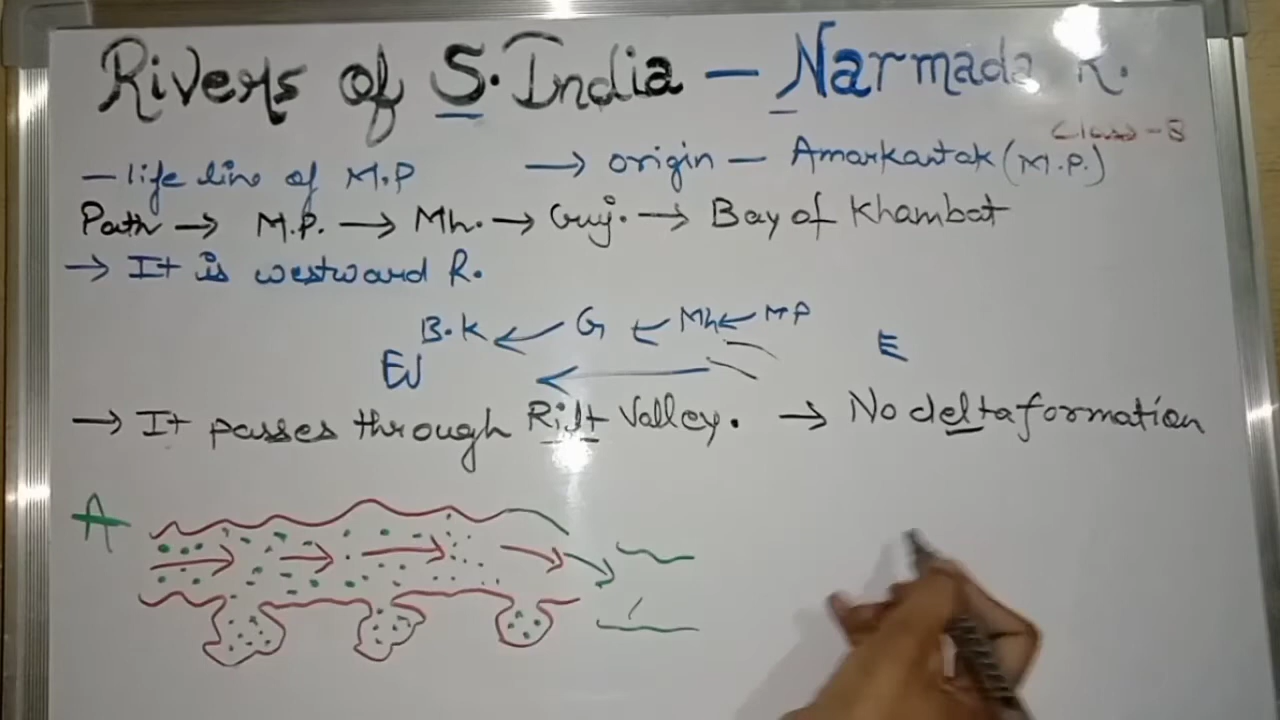 Rivers of S. India — Narmada R.
Class-8
— life line of M.P → origin — Amarkantak (M.P.)
Path → M.P. → Mh. → Guj. → Bay of Khambat
→ It is westward R.
B.K ← G ← Mh ← MP
W ← E
→ It passes through Rift Valley. → No delta formation
A